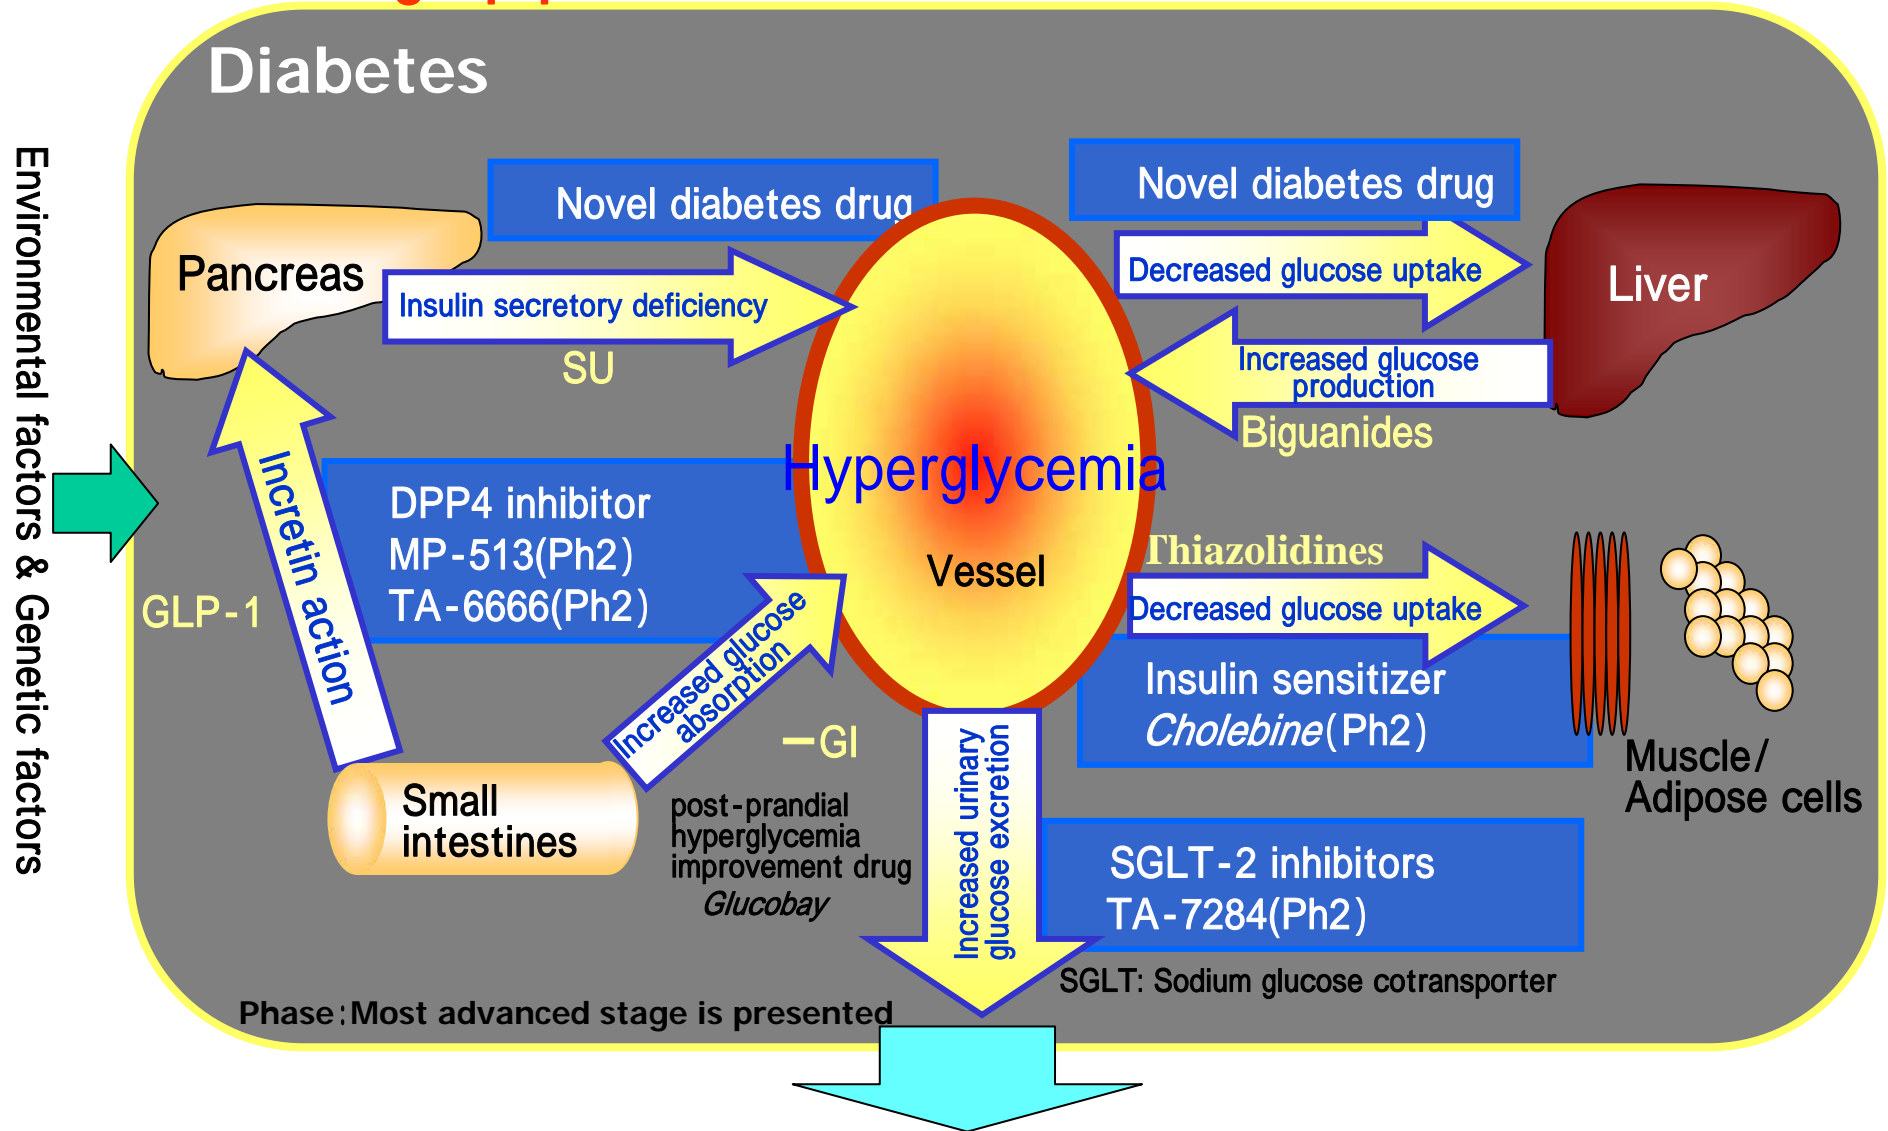 Diabetes
Environmental factors & Genetic factors
Novel diabetes drug
Novel diabetes drug
Pancreas
Insulin secretory deficiency
SU
Decreased glucose uptake
Liver
Increased glucose
production
Biguanides
Hyperglycemia
Vessel
Incretin action
GLP-1
DPP4 inhibitor
MP-513(Ph2)
TA-6666(Ph2)
Increased glucose
absorption
Thiazolidines
Decreased glucose uptake
Insulin sensitizer
Cholebine(Ph2)
Muscle/
Adipose cells
Small
intestines
-GI
post-prandial
hyperglycemia
improvement drug
Glucobay
Increased urinary
glucose excretion
SGLT-2 inhibitors
TA-7284(Ph2)
SGLT: Sodium glucose cotransporter
Phase:Most advanced stage is presented